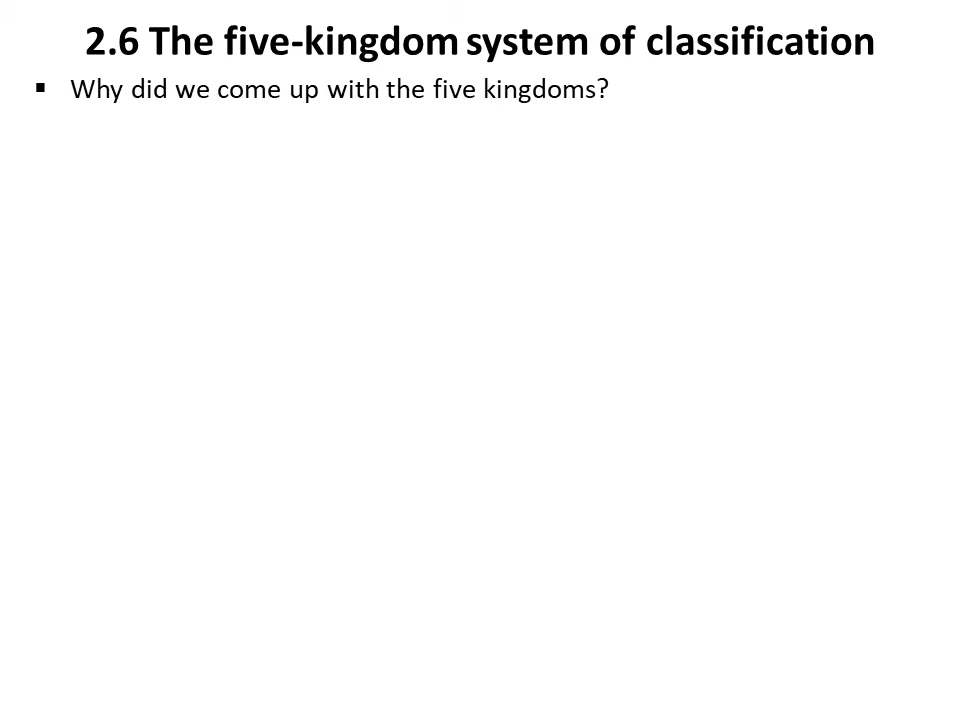 2.6 The five-kingdom system of classification
▪ Why did we come up with the five kingdoms?